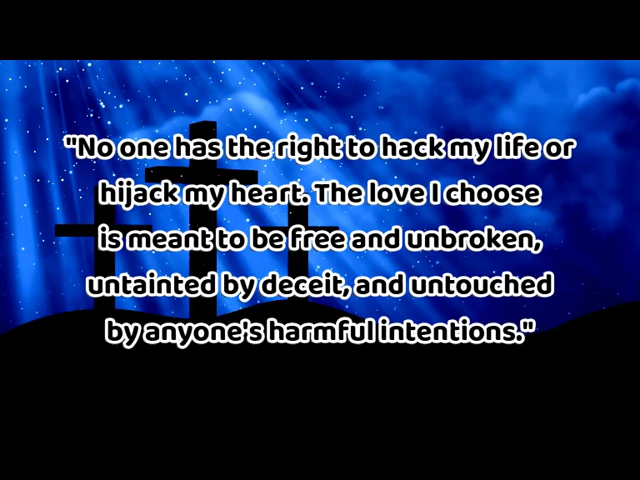 "No one has the right to hack my life or
hijack my heart. The love I choose
is meant to be free and unbroken,
untainted by deceit, and untouched
by anyone's harmful intentions."